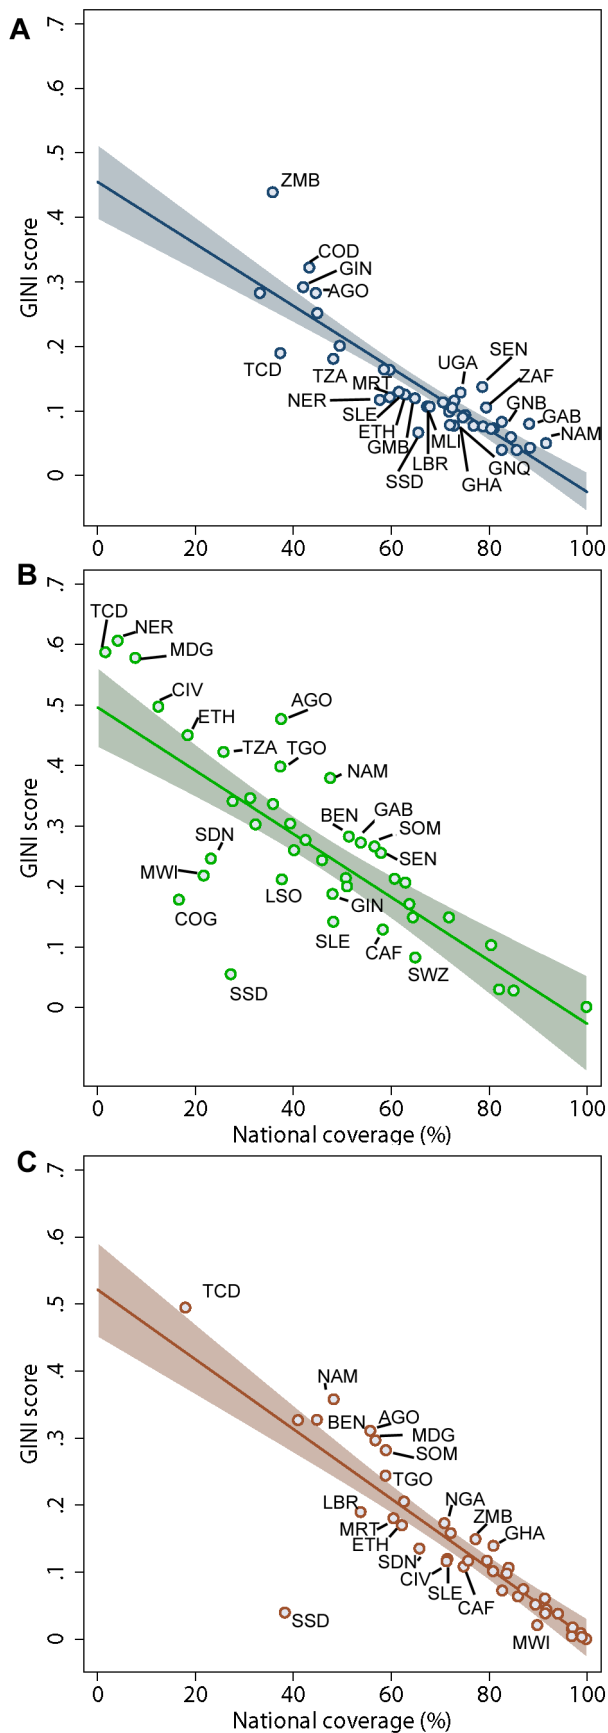 A
.7
.6
.5
.4
.3
.2
.1
0
GINI score
ZMB
COD
GIN
AGO
TCD
TZA
MRT
NER
SLE
ETH
GMB
SSD
LBR
MLI
UGA
SEN
ZAF
GNB
GAB
NAM
GNQ
GHA
0 20 40 60 80 100
B
.7
.6
.5
.4
.3
.2
.1
0
GINI score
TCD
NER
MDG
CIV
ETH
AGO
TZA
TGO
NAM
BEN
GAB
SOM
SEN
SDN
MWI
COG
LSO
GIN
SLE
CAF
SWZ
SSD
0 20 40 60 80 100
National coverage (%)
C
.7
.6
.5
.4
.3
.2
.1
0
GINI score
TCD
NAM
BEN
AGO
MDG
SOM
TGO
LBR
MRT
ETH
NGA
ZMB
GHA
SDN
CIV
SLE
CAF
SSD
MWI
0 20 40 60 80 100
National coverage (%)